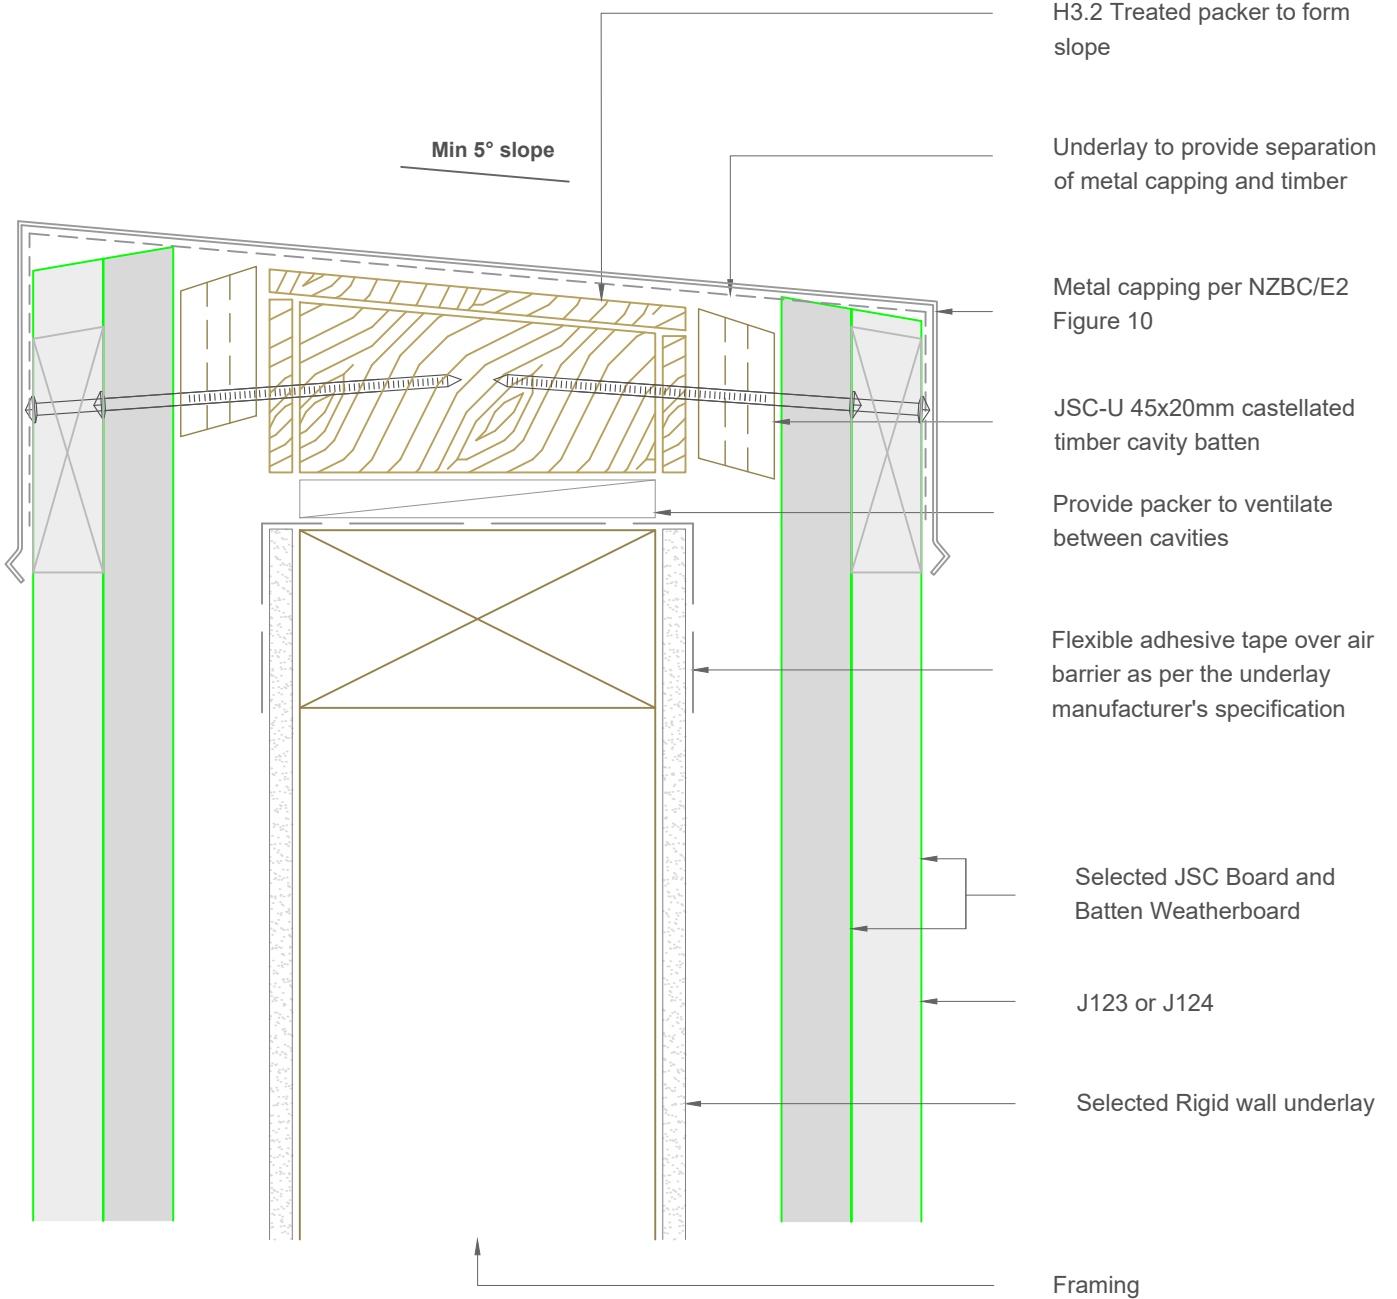 H3.2 Treated packer to form
slope
Min 5° slope
Underlay to provide separation
of metal capping and timber
Metal capping per NZBC/E2
Figure 10
JSC-U 45x20mm castellated
timber cavity batten
Provide packer to ventilate
between cavities
Flexible adhesive tape over air
barrier as per the underlay
manufacturer's specification
Selected JSC Board and
Batten Weatherboard
J123 or J124
Selected Rigid wall underlay
Framing